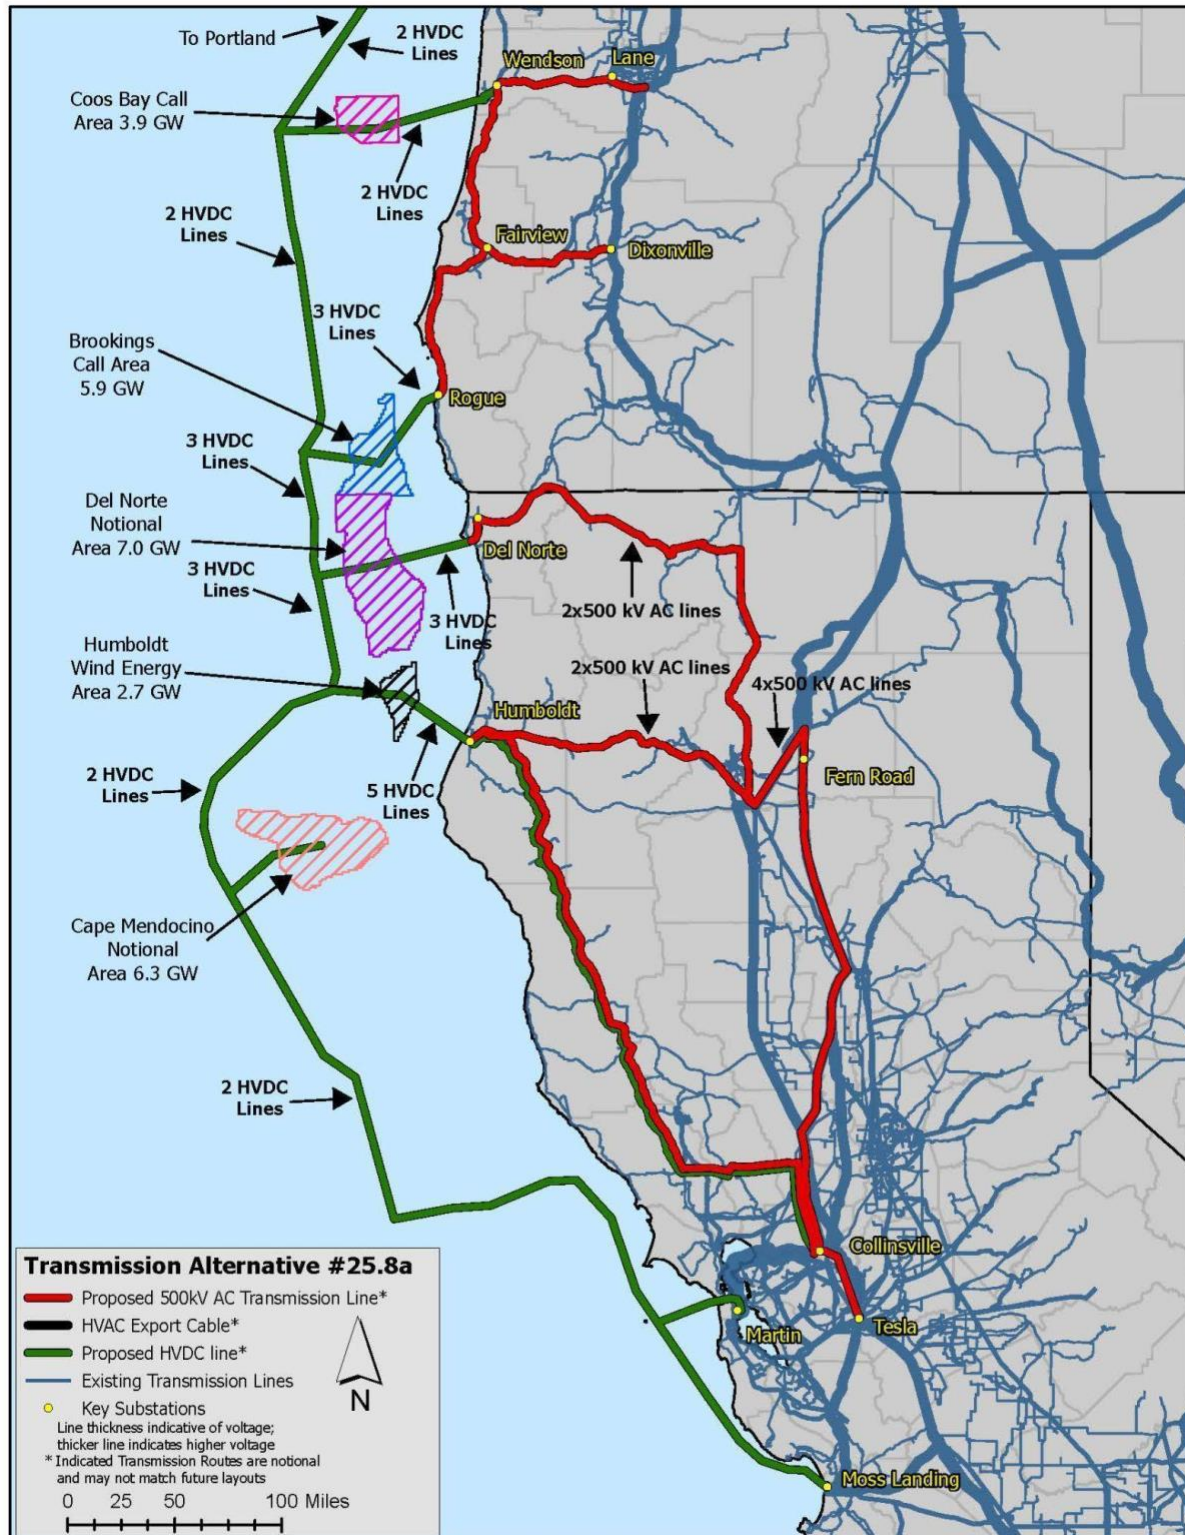 To Portland
2 HVDC
Lines
Wendson
Lane
Coos Bay Call
Area 3.9 GW
2 HVDC
Lines
2 HVDC
Lines
Fairview
Dixonville
3 HVDC
Lines
Brookings
Call Area
5.9 GW
Rogue
3 HVDC
Lines
Del Norte
Notional
Area 7.0 GW
Del Norte
3 HVDC
Lines
3 HVDC
Lines
2x500 kV AC lines
Humboldt
Wind Energy
Area 2.7 GW
2x500 kV AC lines
4x500 kV AC lines
Humboldt
Fern Road
2 HVDC
Lines
5 HVDC
Lines
Cape Mendocino
Notional
Area 6.3 GW
2 HVDC
Lines
Collinsville
Martin
Tesla
Moss Landing
Transmission Alternative #25.8a
Proposed 500kV AC Transmission Line*
HVAC Export Cable*
Proposed HVDC line*
Existing Transmission Lines
Key Substations
Line thickness indicative of voltage;
thicker line indicates higher voltage
* Indicated Transmission Routes are notional
and may not match future layouts
N
0 25 50 100 Miles